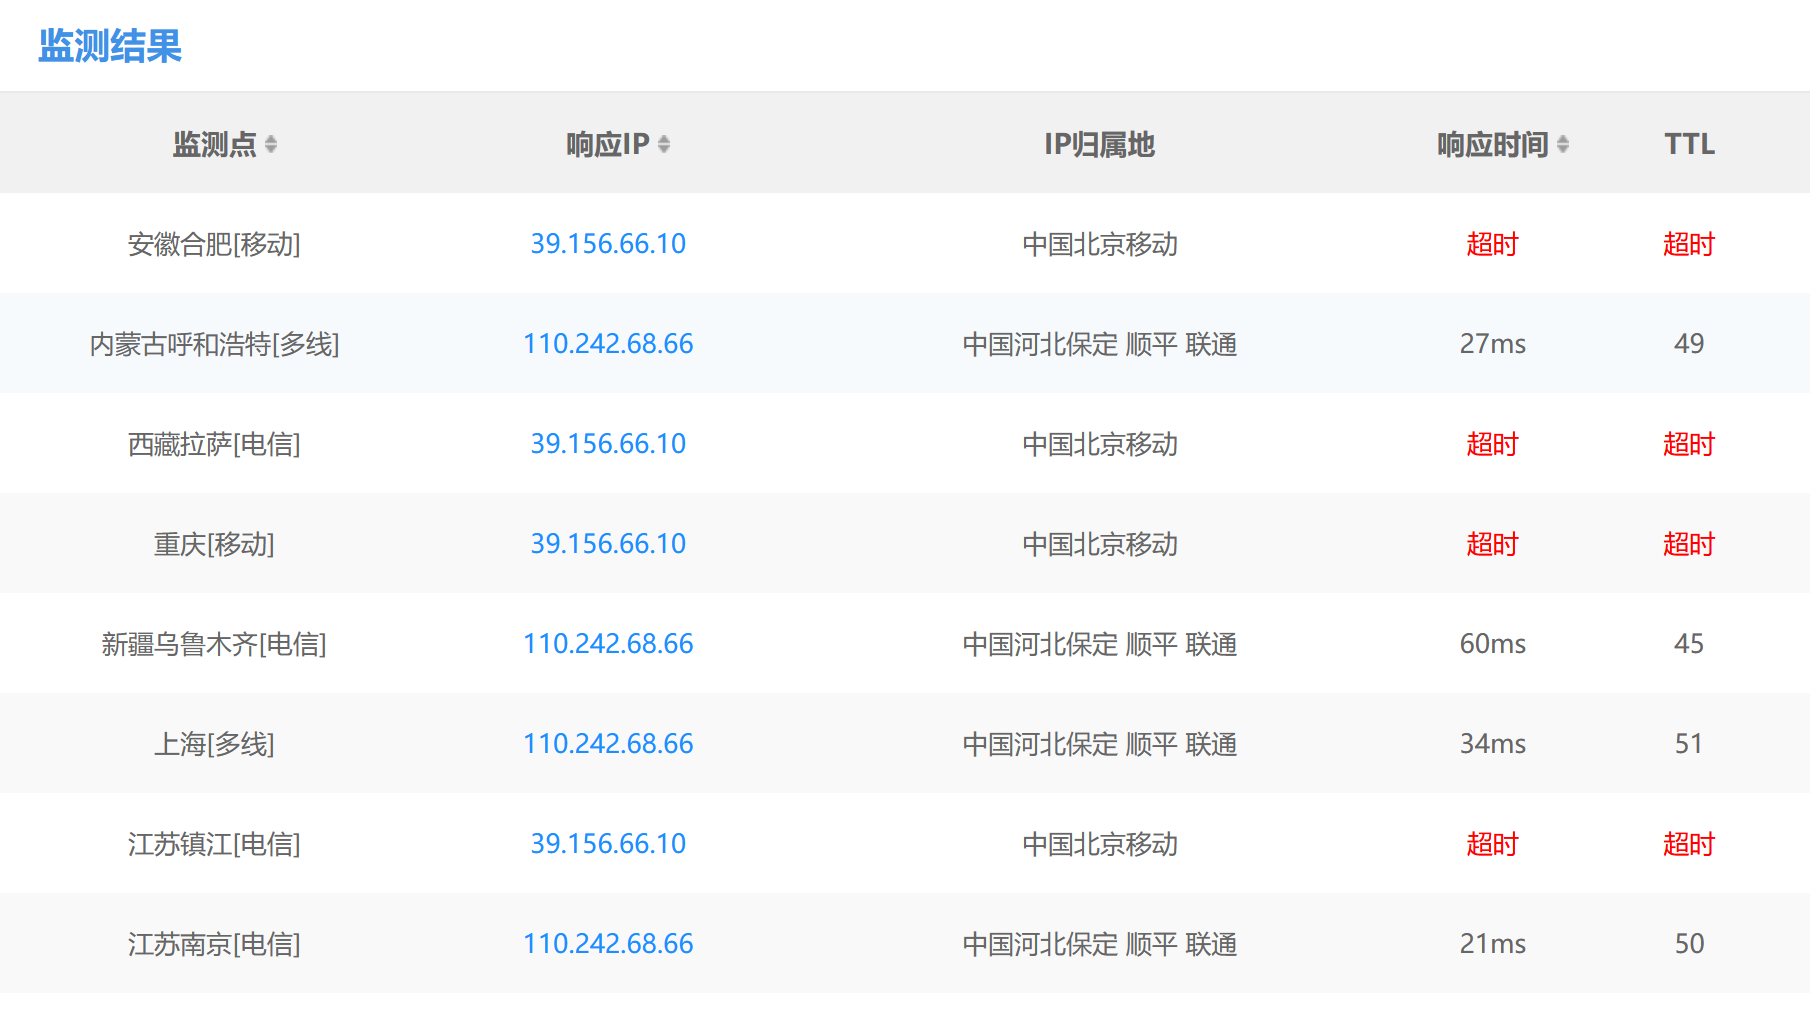 监测结果
监测点 响应IP IP归属地 响应时间 TTL
安徽合肥[移动] 39.156.66.10 中国北京移动 超时 超时
内蒙古呼和浩特[多线] 110.242.68.66 中国河北保定 顺平 联通 27ms 49
西藏拉萨[电信] 39.156.66.10 中国北京移动 超时 超时
重庆[移动] 39.156.66.10 中国北京移动 超时 超时
新疆乌鲁木齐[电信] 110.242.68.66 中国河北保定 顺平 联通 60ms 45
上海[多线] 110.242.68.66 中国河北保定 顺平 联通 34ms 51
江苏镇江[电信] 39.156.66.10 中国北京移动 超时 超时
江苏南京[电信] 110.242.68.66 中国河北保定 顺平 联通 21ms 50